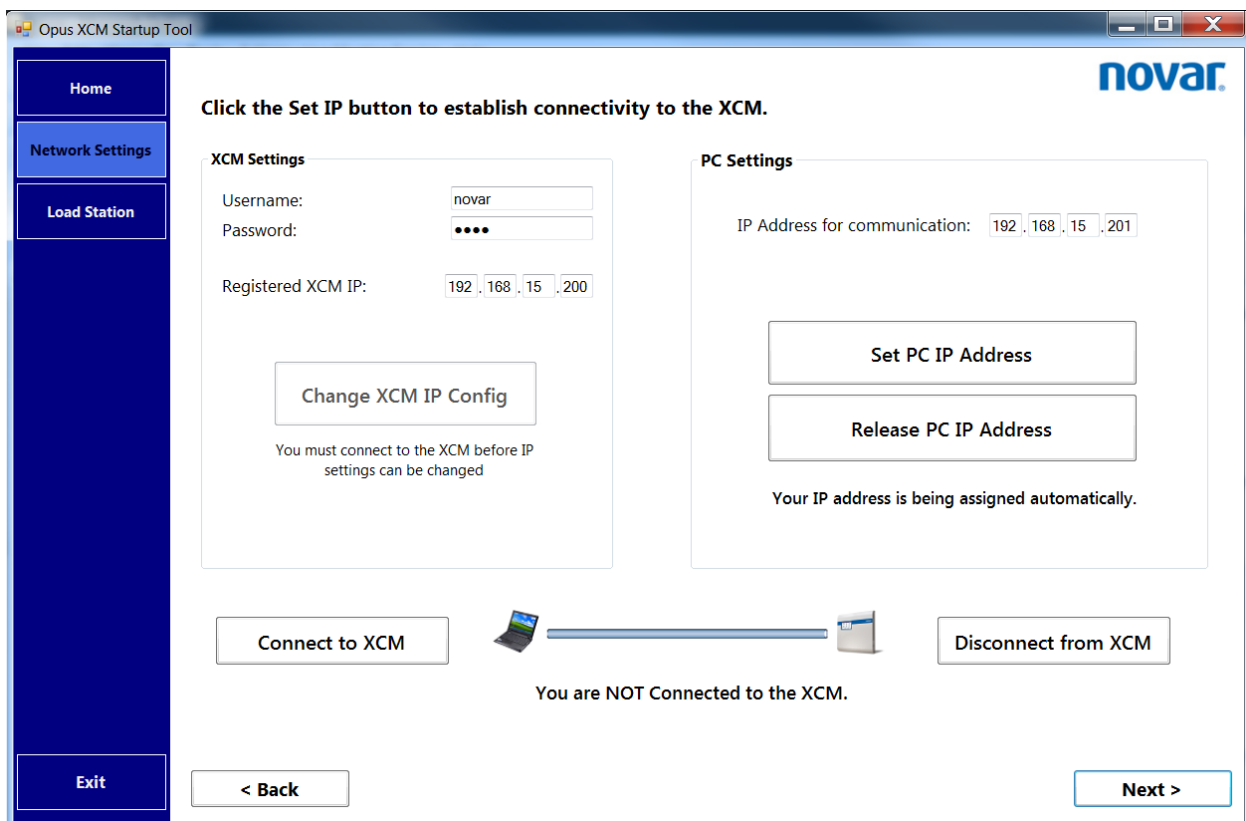 Opus XCM Startup Tool
novar.
Home
Network Settings
Load Station
Exit
Click the Set IP button to establish connectivity to the XCM.
XCM Settings
Username: novar
Password: ●●●●
Registered XCM IP: 192 . 168 . 15 . 200
Change XCM IP Config
You must connect to the XCM before IP
settings can be changed
PC Settings
IP Address for communication: 192 . 168 . 15 . 201
Set PC IP Address
Release PC IP Address
Your IP address is being assigned automatically.
Connect to XCM
Disconnect from XCM
You are NOT Connected to the XCM.
< Back
Next >